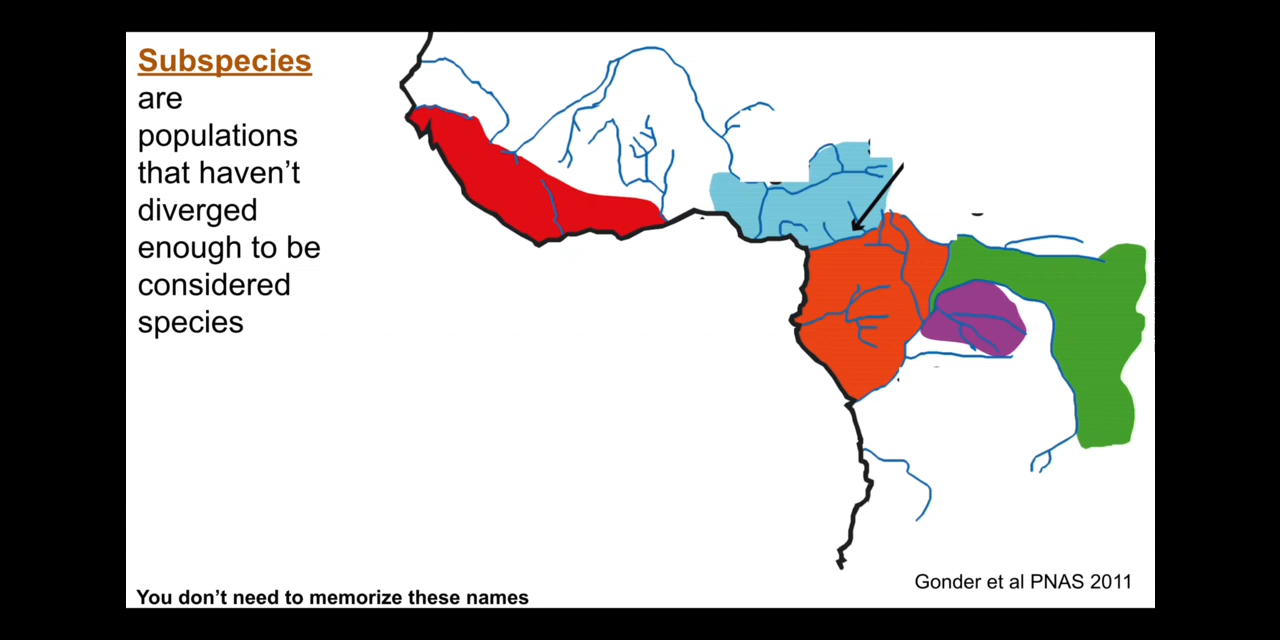 Subspecies
are
populations
that haven't
diverged
enough to be
considered
species
Gonder et al PNAS 2011
You don't need to memorize these names